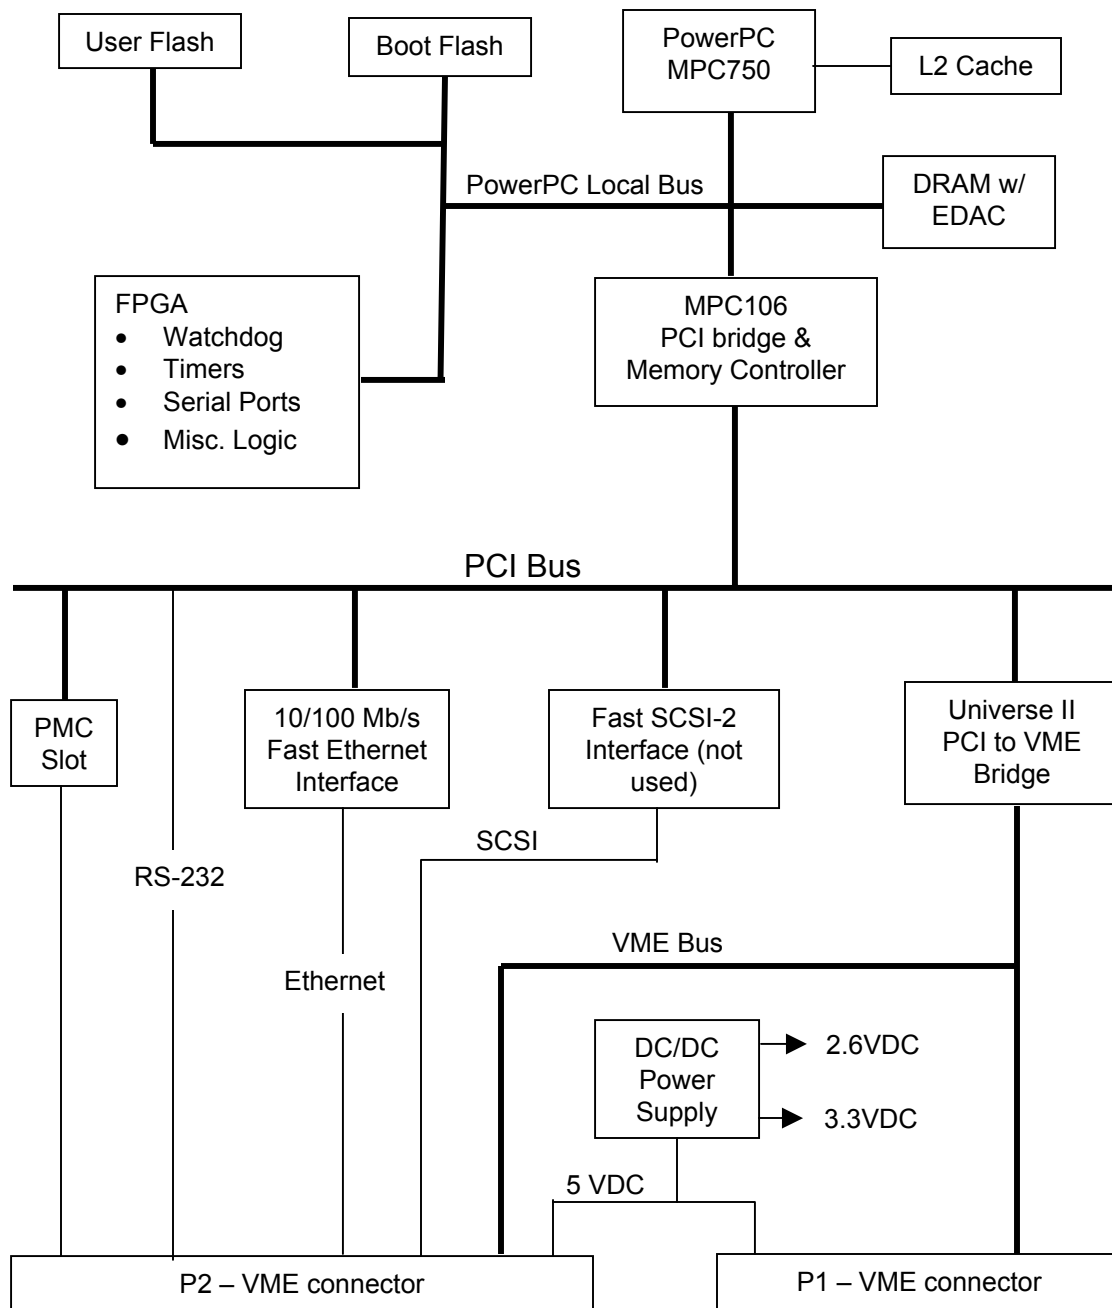 User Flash
Boot Flash
PowerPC
MPC750
L2 Cache
PowerPC Local Bus
DRAM w/
EDAC
FPGA
• Watchdog
• Timers
• Serial Ports
• Misc. Logic
MPC106
PCI bridge &
Memory Controller
PCI Bus
PMC
Slot
10/100 Mb/s
Fast Ethernet
Interface
Fast SCSI-2
Interface (not
used)
Universe II
PCI to VME
Bridge
SCSI
RS-232
VME Bus
Ethernet
DC/DC
Power
Supply
2.6VDC
3.3VDC
5 VDC
P2 – VME connector
P1 – VME connector